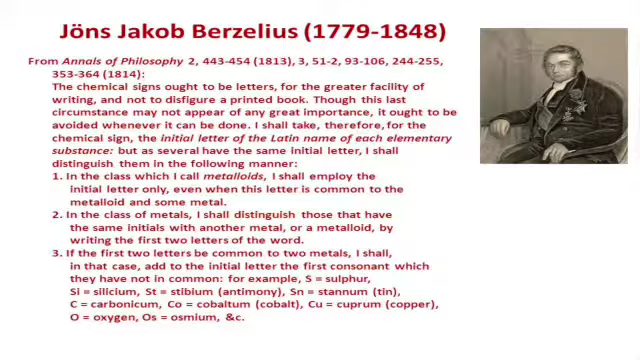 Jöns Jakob Berzelius (1779-1848)
From Annals of Philosophy 2, 443-454 (1813), 3, 51-2, 93-106, 244-255,
353-364 (1814):
The chemical signs ought to be letters, for the greater facility of
writing, and not to disfigure a printed book. Though this last
circumstance may not appear of any great importance, it ought to be
avoided whenever it can be done. I shall take, therefore, for the
chemical sign, the initial letter of the Latin name of each elementary
substance: but as several have the same initial letter, I shall
distinguish them in the following manner:
1. In the class which I call metalloids, I shall employ the
initial letter only, even when this letter is common to the
metalloid and some metal.
2. In the class of metals, I shall distinguish those that have
the same initials with another metal, or a metalloid, by
writing the first two letters of the word.
3. If the first two letters be common to two metals, I shall,
in that case, add to the initial letter the first consonant which
they have not in common: for example, S = sulphur,
Si = silicium, St = stibium (antimony), Sn = stannum (tin),
C = carbonicum, Co = cobaltum (cobalt), Cu = cuprum (copper),
O = oxygen, Os = osmium, &c.